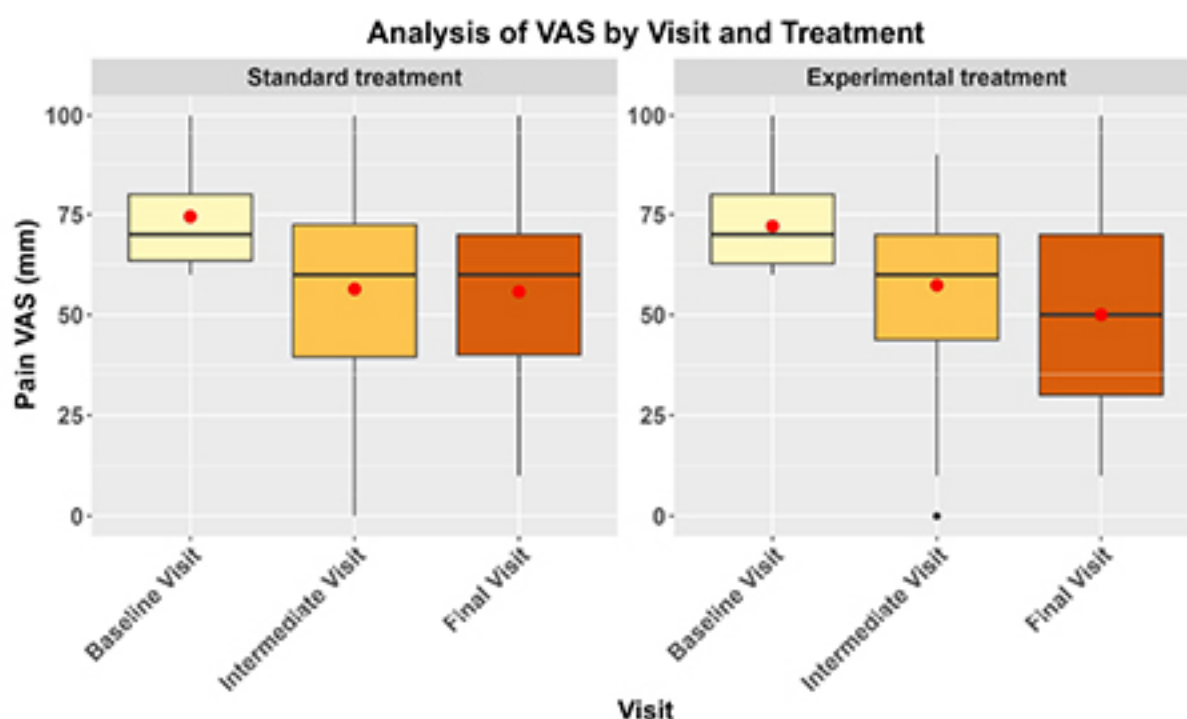 Analysis of VAS by Visit and Treatment
Standard treatment
Experimental treatment
Pain VAS (mm)
100
75
50
25
0
100
75
50
25
0
Baseline Visit
Intermediate Visit
Final Visit
Baseline Visit
Intermediate Visit
Final Visit
Visit